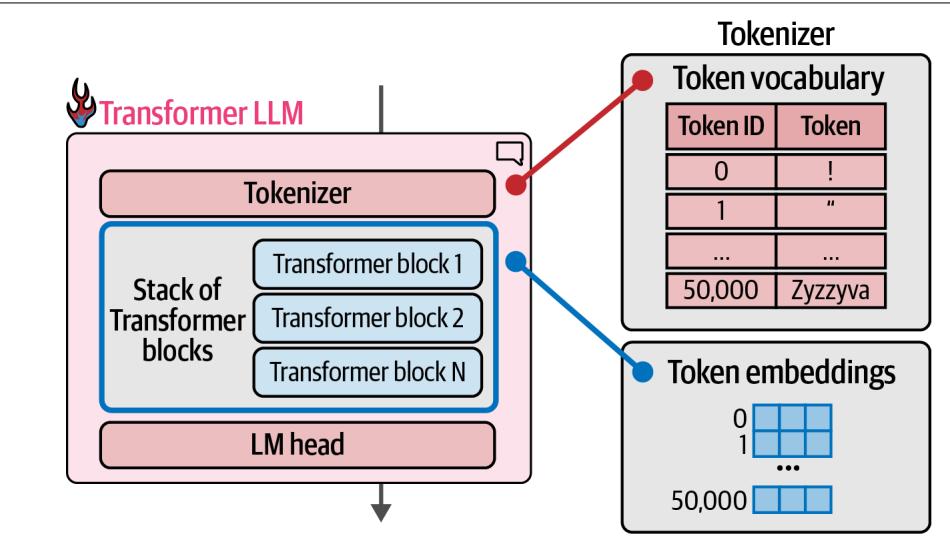 Transformer LLM
Tokenizer
Stack of
Transformer
blocks
Transformer block 1
Transformer block 2
Transformer block N
LM head
Tokenizer
Token vocabulary
Token ID Token
0 !
1 “
... ...
50,000 Zyzzyva
Token embeddings
0
1
...
50,000